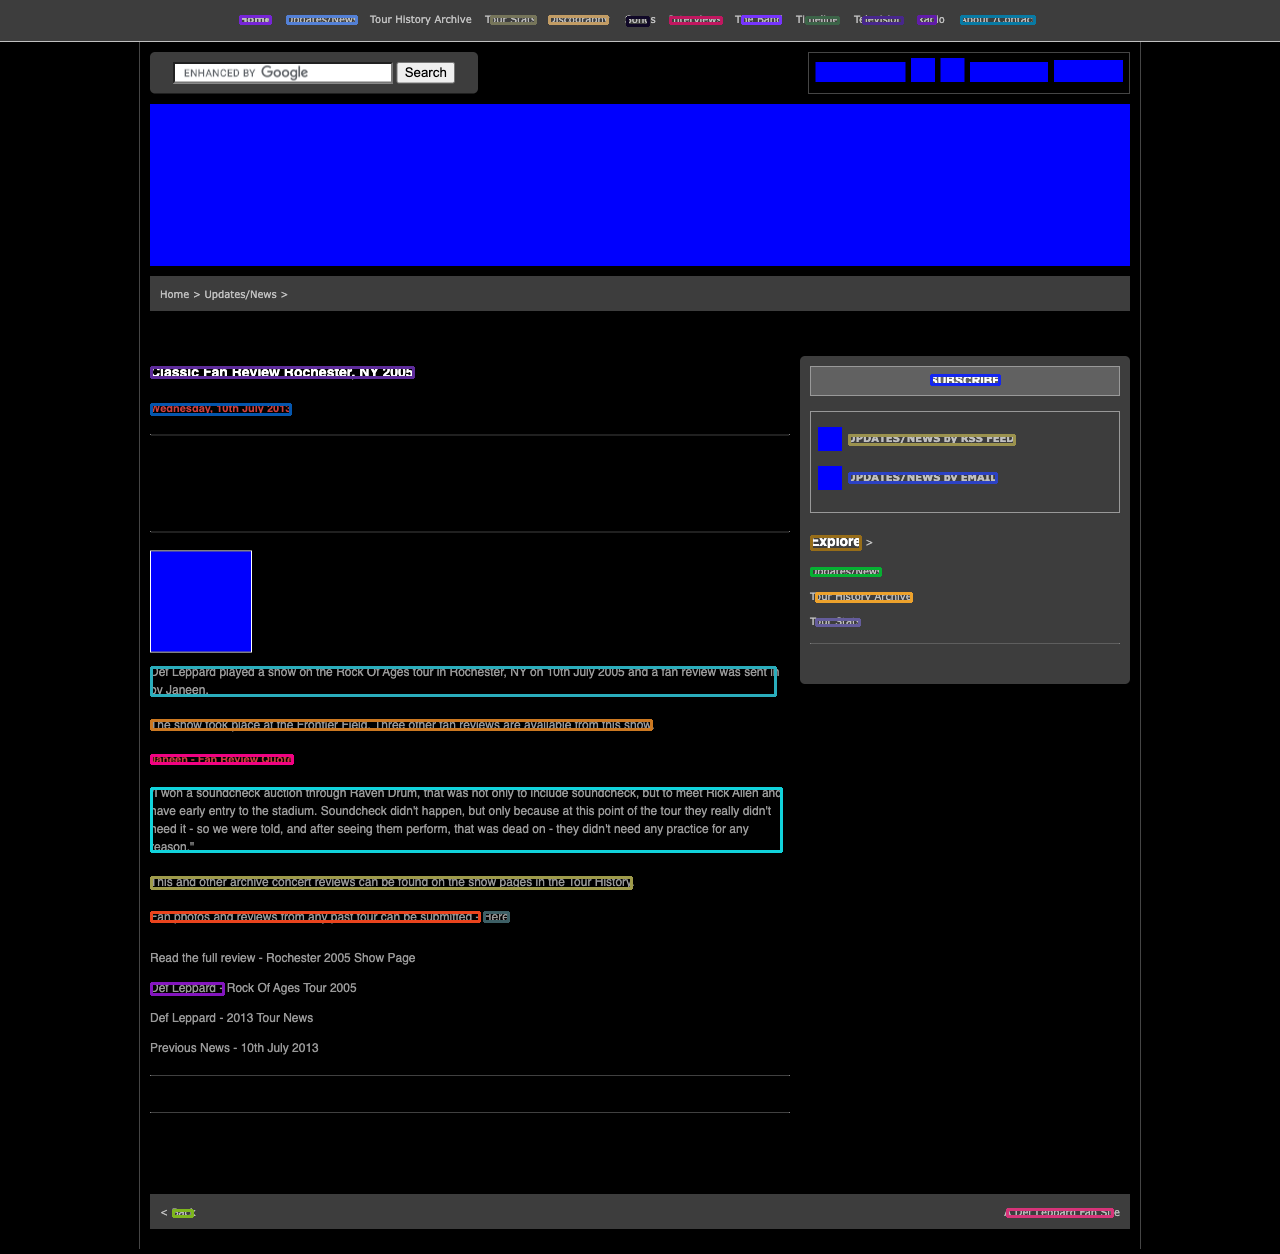 Home Updates/News Tour History Archive Tour Stats Discography Songs Interviews The Band Timeline Television Radio About/Contact
ENHANCED BY Google Search
Home > Updates/News >
Classic Fan Review Rochester, NY 2005
Wednesday, 10th July 2013
SUBSCRIBE
UPDATES/NEWS by RSS FEED
UPDATES/NEWS by EMAIL
Explore >
Updates/News
Tour History Archive
Tour Stats
Def Leppard played a show on the Rock Of Ages tour in Rochester, NY on 10th July 2005 and a fan review was sent in
by Janeen.
The show took place at the Frontier Field. Three other fan reviews are available from this show.
Janeen - Fan Review Quote
"I won a soundcheck auction through Raven Drum, that was not only to include soundcheck, but to meet Rick Allen and
have early entry to the stadium. Soundcheck didn't happen, but only because at this point of the tour they really didn't
need it - so we were told, and after seeing them perform, that was dead on - they didn't need any practice for any
reason."
This and other archive concert reviews can be found on the show pages in the Tour History.
Fan photos and reviews from any past tour can be submitted - Here
Read the full review - Rochester 2005 Show Page
Def Leppard - Rock Of Ages Tour 2005
Def Leppard - 2013 Tour News
Previous News - 10th July 2013
< Back
A Def Leppard Fan Site